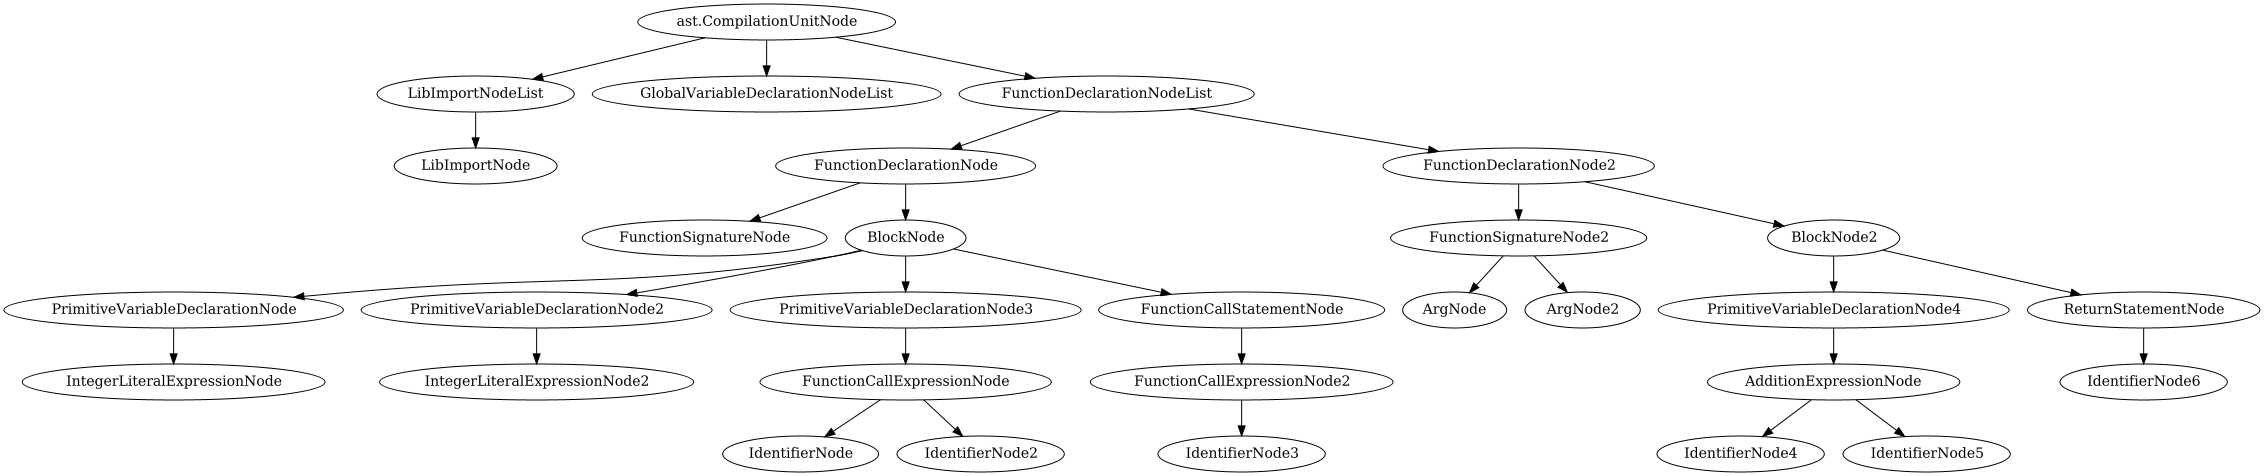 ast.CompilationUnitNode
LibImportNodeList
GlobalVariableDeclarationNodeList
FunctionDeclarationNodeList
LibImportNode
FunctionDeclarationNode
FunctionDeclarationNode2
FunctionSignatureNode
BlockNode
FunctionSignatureNode2
BlockNode2
PrimitiveVariableDeclarationNode
PrimitiveVariableDeclarationNode2
PrimitiveVariableDeclarationNode3
FunctionCallStatementNode
ArgNode
ArgNode2
PrimitiveVariableDeclarationNode4
ReturnStatementNode
IntegerLiteralExpressionNode
IntegerLiteralExpressionNode2
FunctionCallExpressionNode
FunctionCallExpressionNode2
AdditionExpressionNode
IdentifierNode6
IdentifierNode
IdentifierNode2
IdentifierNode3
IdentifierNode4
IdentifierNode5